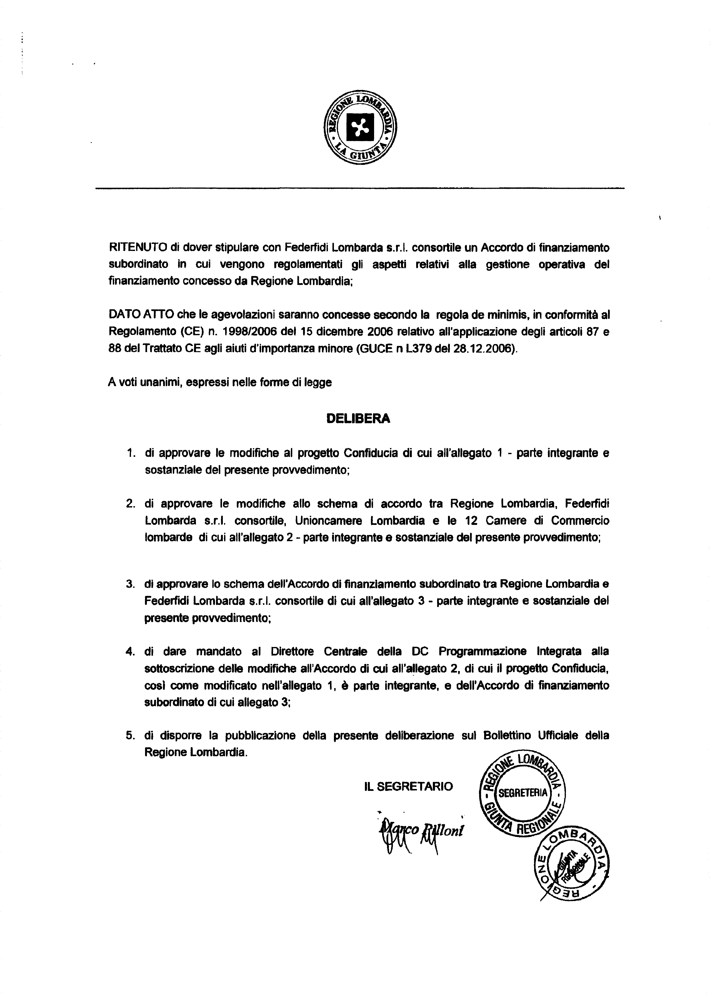 REGIONE LOMBARDIA
LA GIUNTA
RITENUTO di dover stipulare con Federfidi Lombarda s.r.l. consortile un Accordo di finanziamento
subordinato in cui vengono regolamentati gli aspetti relativi alla gestione operativa del
finanziamento concesso da Regione Lombardia;
DATO ATTO che le agevolazioni saranno concesse secondo la regola de minimis, in conformità al
Regolamento (CE) n. 1998/2006 del 15 dicembre 2006 relativo all'applicazione degli articoli 87 e
88 del Trattato CE agli aiuti d'importanza minore (GUCE n L379 del 28.12.2006).
A voti unanimi, espressi nelle forme di legge
DELIBERA
1. di approvare le modifiche al progetto Confiducia di cui all'allegato 1 - parte integrante e
sostanziale del presente provvedimento;
2. di approvare le modifiche allo schema di accordo tra Regione Lombardia, Federfidi
Lombarda s.r.l. consortile, Unioncamere Lombardia e le 12 Camere di Commercio
lombarde di cui all'allegato 2 - parte integrante e sostanziale del presente provvedimento;
3. di approvare lo schema dell'Accordo di finanziamento subordinato tra Regione Lombardia e
Federfidi Lombarda s.r.l. consortile di cui all'allegato 3 - parte integrante e sostanziale del
presente provvedimento;
4. di dare mandato al Direttore Centrale della DC Programmazione Integrata alla
sottoscrizione delle modifiche all'Accordo di cui all'allegato 2, di cui il progetto Confiducia,
così come modificato nell'allegato 1, è parte integrante, e dell'Accordo di finanziamento
subordinato di cui allegato 3;
5. di disporre la pubblicazione della presente deliberazione sul Bollettino Ufficiale della
Regione Lombardia.
IL SEGRETARIO
REGIONE LOMBARDIA
SEGRETERIA
GIUNTA REGIONALE
Marco Pilloni
REGIONE LOMBARDIA
GIUNTA
REGIONALE